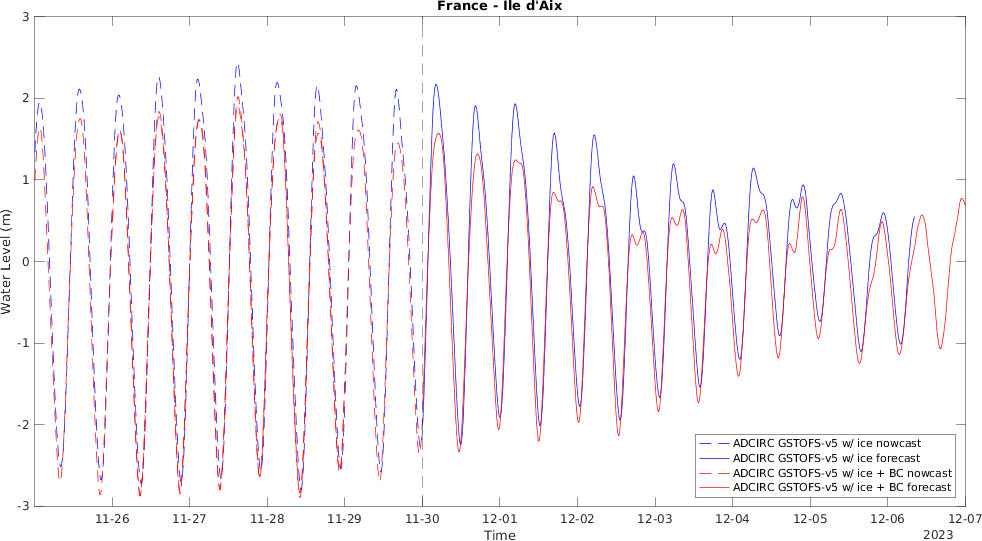 France - Ile d'Aix
Water Level (m)
3
2
1
0
-1
-2
-3
ADCIRC GSTOFS-v5 w/ ice nowcast
ADCIRC GSTOFS-v5 w/ ice forecast
ADCIRC GSTOFS-v5 w/ ice + BC nowcast
ADCIRC GSTOFS-v5 w/ ice + BC forecast
11-26 11-27 11-28 11-29 11-30 12-01 12-02 12-03 12-04 12-05 12-06 12-07
Time
2023